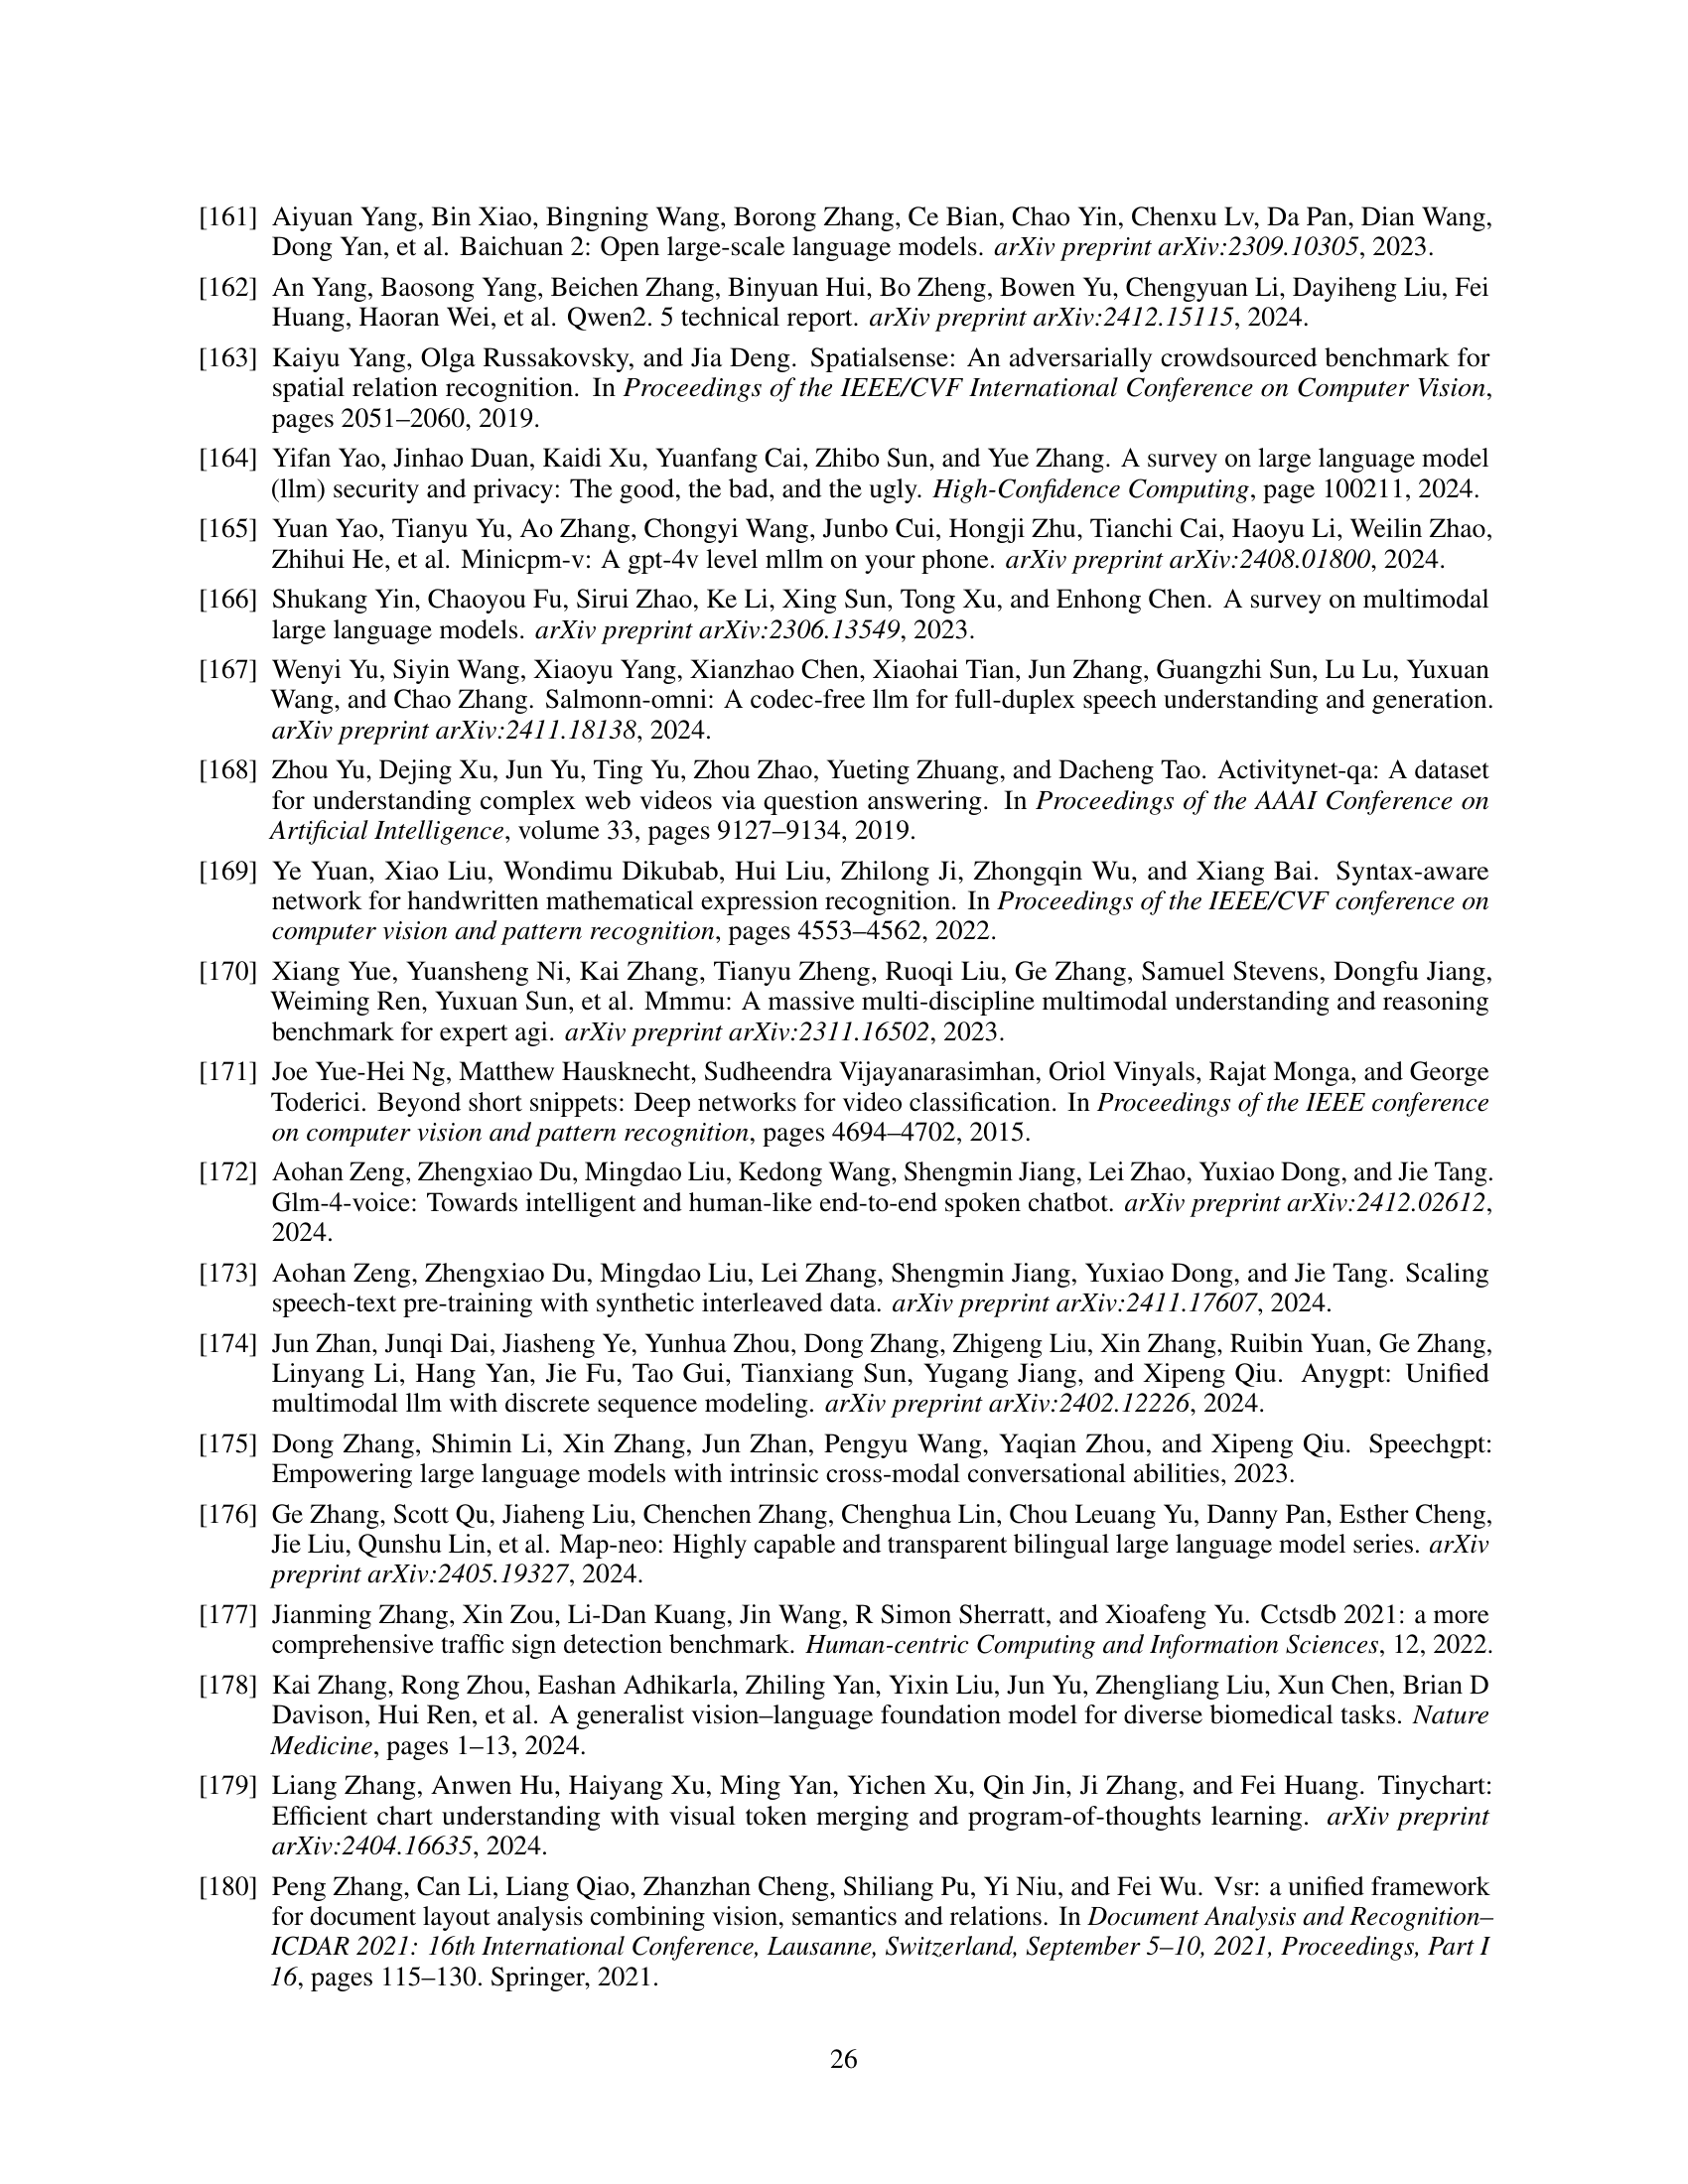 [161] Aiyuan Yang, Bin Xiao, Bingning Wang, Borong Zhang, Ce Bian, Chao Yin, Chenxu Lv, Da Pan, Dian Wang,
Dong Yan, et al. Baichuan 2: Open large-scale language models. arXiv preprint arXiv:2309.10305, 2023.
[162] An Yang, Baosong Yang, Beichen Zhang, Binyuan Hui, Bo Zheng, Bowen Yu, Chengyuan Li, Dayiheng Liu, Fei
Huang, Haoran Wei, et al. Qwen2. 5 technical report. arXiv preprint arXiv:2412.15115, 2024.
[163] Kaiyu Yang, Olga Russakovsky, and Jia Deng. Spatialsense: An adversarially crowdsourced benchmark for
spatial relation recognition. In Proceedings of the IEEE/CVF International Conference on Computer Vision,
pages 2051–2060, 2019.
[164] Yifan Yao, Jinhao Duan, Kaidi Xu, Yuanfang Cai, Zhibo Sun, and Yue Zhang. A survey on large language model
(llm) security and privacy: The good, the bad, and the ugly. High-Confidence Computing, page 100211, 2024.
[165] Yuan Yao, Tianyu Yu, Ao Zhang, Chongyi Wang, Junbo Cui, Hongji Zhu, Tianchi Cai, Haoyu Li, Weilin Zhao,
Zhihui He, et al. Minicpm-v: A gpt-4v level mllm on your phone. arXiv preprint arXiv:2408.01800, 2024.
[166] Shukang Yin, Chaoyou Fu, Sirui Zhao, Ke Li, Xing Sun, Tong Xu, and Enhong Chen. A survey on multimodal
large language models. arXiv preprint arXiv:2306.13549, 2023.
[167] Wenyi Yu, Siyin Wang, Xiaoyu Yang, Xianzhao Chen, Xiaohai Tian, Jun Zhang, Guangzhi Sun, Lu Lu, Yuxuan
Wang, and Chao Zhang. Salmonn-omni: A codec-free llm for full-duplex speech understanding and generation.
arXiv preprint arXiv:2411.18138, 2024.
[168] Zhou Yu, Dejing Xu, Jun Yu, Ting Yu, Zhou Zhao, Yueting Zhuang, and Dacheng Tao. Activitynet-qa: A dataset
for understanding complex web videos via question answering. In Proceedings of the AAAI Conference on
Artificial Intelligence, volume 33, pages 9127–9134, 2019.
[169] Ye Yuan, Xiao Liu, Wondimu Dikubab, Hui Liu, Zhilong Ji, Zhongqin Wu, and Xiang Bai. Syntax-aware
network for handwritten mathematical expression recognition. In Proceedings of the IEEE/CVF conference on
computer vision and pattern recognition, pages 4553–4562, 2022.
[170] Xiang Yue, Yuansheng Ni, Kai Zhang, Tianyu Zheng, Ruoqi Liu, Ge Zhang, Samuel Stevens, Dongfu Jiang,
Weiming Ren, Yuxuan Sun, et al. Mmmu: A massive multi-discipline multimodal understanding and reasoning
benchmark for expert agi. arXiv preprint arXiv:2311.16502, 2023.
[171] Joe Yue-Hei Ng, Matthew Hausknecht, Sudheendra Vijayanarasimhan, Oriol Vinyals, Rajat Monga, and George
Toderici. Beyond short snippets: Deep networks for video classification. In Proceedings of the IEEE conference
on computer vision and pattern recognition, pages 4694–4702, 2015.
[172] Aohan Zeng, Zhengxiao Du, Mingdao Liu, Kedong Wang, Shengmin Jiang, Lei Zhao, Yuxiao Dong, and Jie Tang.
Glm-4-voice: Towards intelligent and human-like end-to-end spoken chatbot. arXiv preprint arXiv:2412.02612,
2024.
[173] Aohan Zeng, Zhengxiao Du, Mingdao Liu, Lei Zhang, Shengmin Jiang, Yuxiao Dong, and Jie Tang. Scaling
speech-text pre-training with synthetic interleaved data. arXiv preprint arXiv:2411.17607, 2024.
[174] Jun Zhan, Junqi Dai, Jiasheng Ye, Yunhua Zhou, Dong Zhang, Zhigeng Liu, Xin Zhang, Ruibin Yuan, Ge Zhang,
Linyang Li, Hang Yan, Jie Fu, Tao Gui, Tianxiang Sun, Yugang Jiang, and Xipeng Qiu. Anygpt: Unified
multimodal llm with discrete sequence modeling. arXiv preprint arXiv:2402.12226, 2024.
[175] Dong Zhang, Shimin Li, Xin Zhang, Jun Zhan, Pengyu Wang, Yaqian Zhou, and Xipeng Qiu. Speechgpt:
Empowering large language models with intrinsic cross-modal conversational abilities, 2023.
[176] Ge Zhang, Scott Qu, Jiaheng Liu, Chenchen Zhang, Chenghua Lin, Chou Leuang Yu, Danny Pan, Esther Cheng,
Jie Liu, Qunshu Lin, et al. Map-neo: Highly capable and transparent bilingual large language model series. arXiv
preprint arXiv:2405.19327, 2024.
[177] Jianming Zhang, Xin Zou, Li-Dan Kuang, Jin Wang, R Simon Sherratt, and Xioafeng Yu. Cctsdb 2021: a more
comprehensive traffic sign detection benchmark. Human-centric Computing and Information Sciences, 12, 2022.
[178] Kai Zhang, Rong Zhou, Eashan Adhikarla, Zhiling Yan, Yixin Liu, Jun Yu, Zhengliang Liu, Xun Chen, Brian D
Davison, Hui Ren, et al. A generalist vision–language foundation model for diverse biomedical tasks. Nature
Medicine, pages 1–13, 2024.
[179] Liang Zhang, Anwen Hu, Haiyang Xu, Ming Yan, Yichen Xu, Qin Jin, Ji Zhang, and Fei Huang. Tinychart:
Efficient chart understanding with visual token merging and program-of-thoughts learning. arXiv preprint
arXiv:2404.16635, 2024.
[180] Peng Zhang, Can Li, Liang Qiao, Zhanzhan Cheng, Shiliang Pu, Yi Niu, and Fei Wu. Vsr: a unified framework
for document layout analysis combining vision, semantics and relations. In Document Analysis and Recognition–
ICDAR 2021: 16th International Conference, Lausanne, Switzerland, September 5–10, 2021, Proceedings, Part I
16, pages 115–130. Springer, 2021.
26